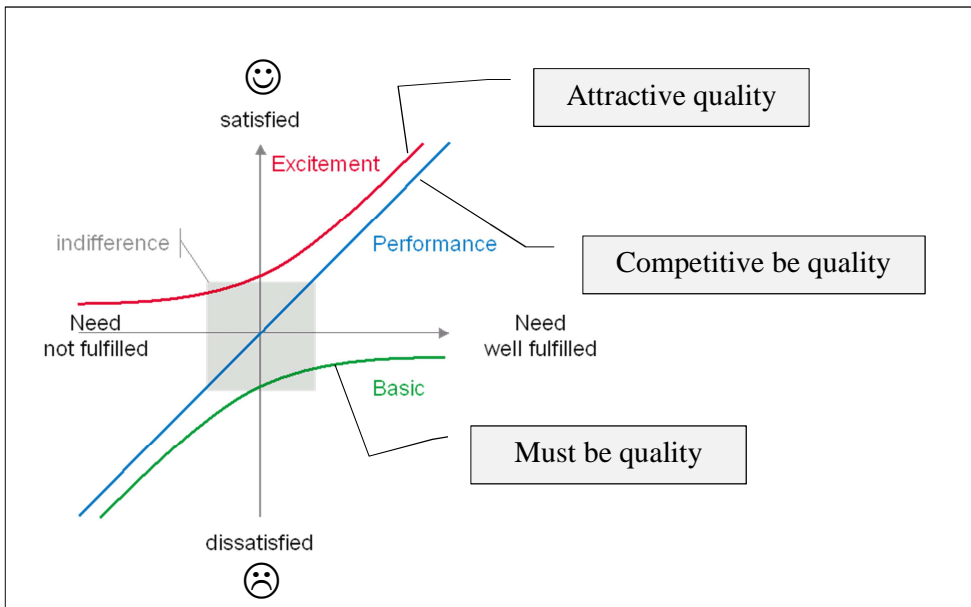 Attractive quality
satisfied
Excitement
indifference
Performance
Competitive be quality
Need
not fulfilled
Need
well fulfilled
Basic
Must be quality
dissatisfied